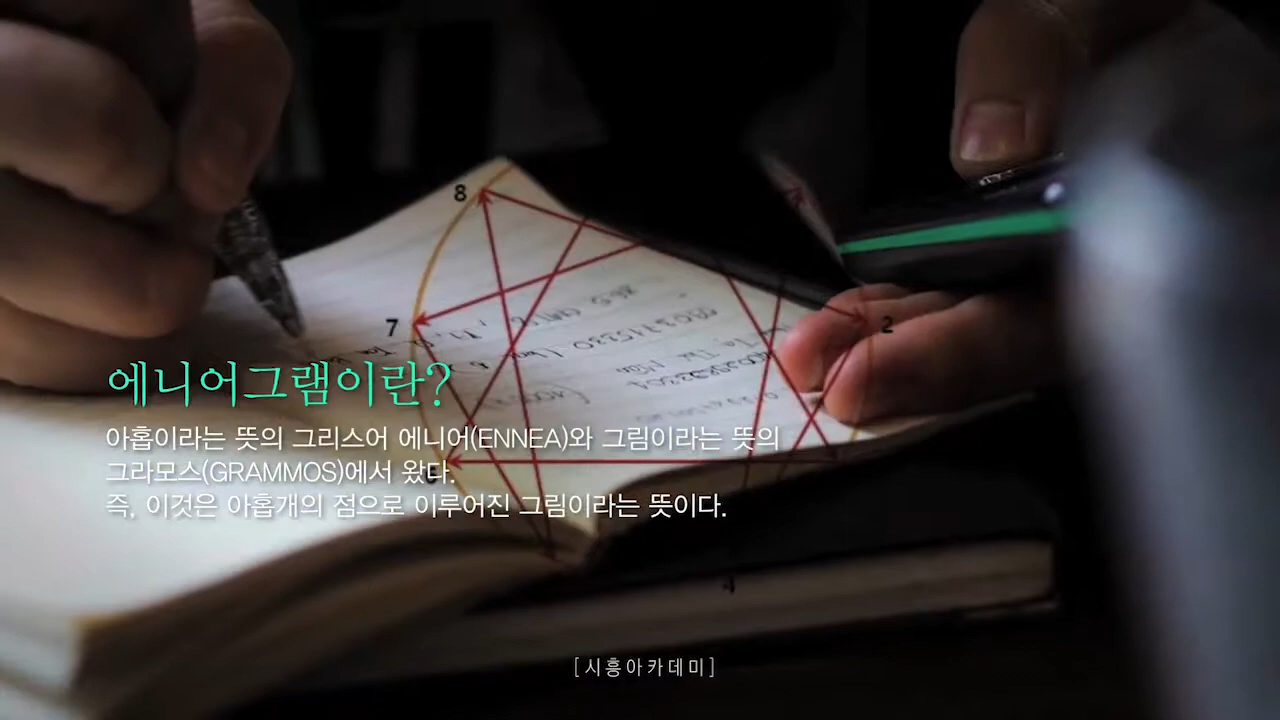 8
7
2
에니어그램이란?
아홉이라는 뜻의 그리스어 에니어(ENNEA)와 그림이라는 뜻의
그라모스(GRAMMOS)에서 왔다.
즉, 이것은 아홉개의 점으로 이루어진 그림이라는 뜻이다.
4
[시흥아카데미]